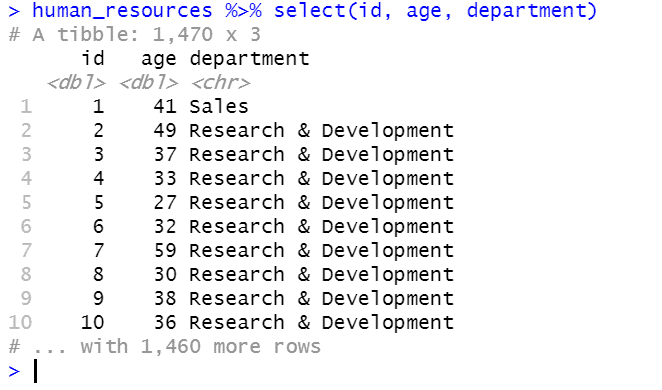 > human_resources %>% select(id, age, department)
# A tibble: 1,470 x 3
id age department
<dbl> <dbl> <chr>
1 1 41 Sales
2 2 49 Research & Development
3 3 37 Research & Development
4 4 33 Research & Development
5 5 27 Research & Development
6 6 32 Research & Development
7 7 59 Research & Development
8 8 30 Research & Development
9 9 38 Research & Development
10 10 36 Research & Development
# ... with 1,460 more rows
>